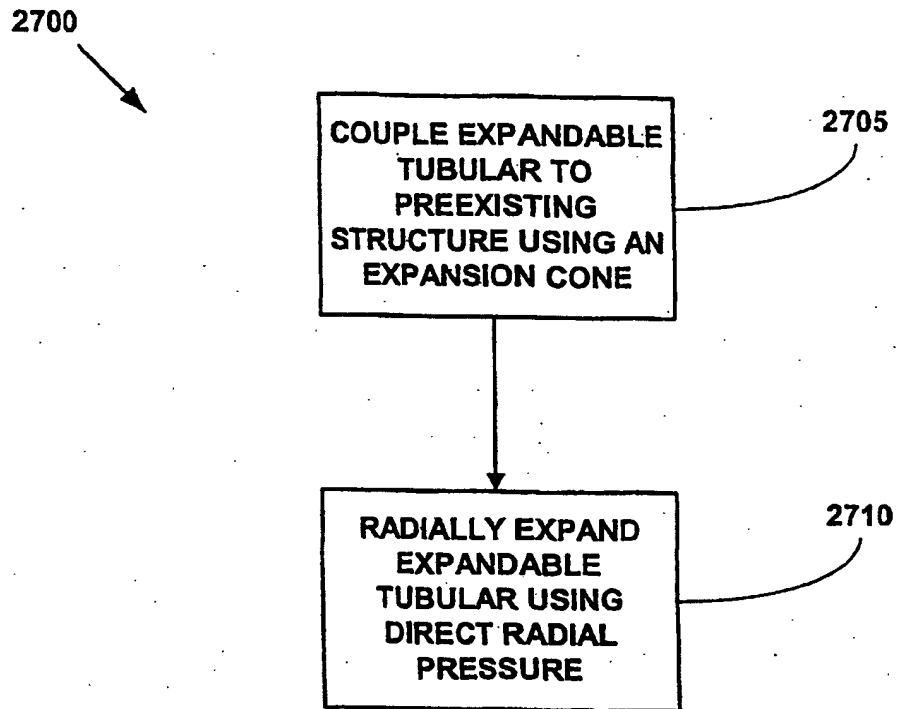 2700
COUPLE EXPANDABLE
TUBULAR TO
PREEXISTING
STRUCTURE USING AN
EXPANSION CONE
2705
RADIALLY EXPAND
EXPANDABLE
TUBULAR USING
DIRECT RADIAL
PRESSURE
2710